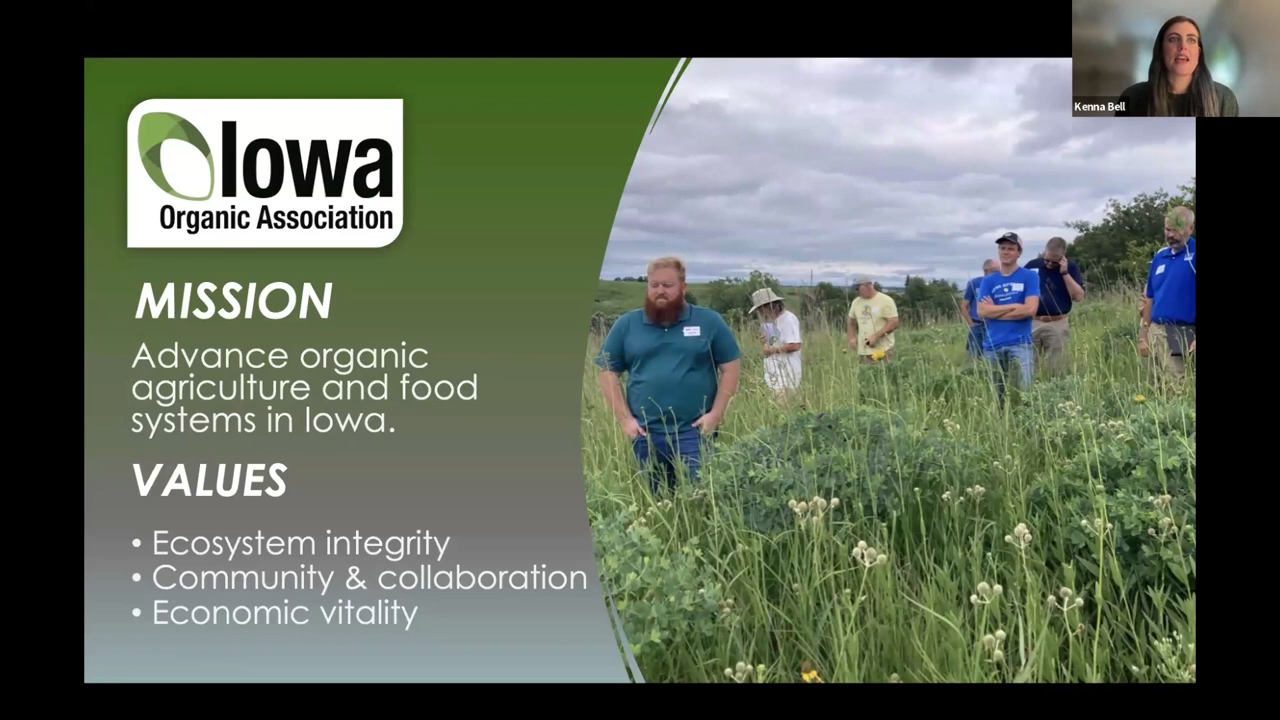 Iowa
Organic Association
MISSION
Advance organic
agriculture and food
systems in Iowa.
VALUES
• Ecosystem integrity
• Community & collaboration
• Economic vitality
Kenna Bell